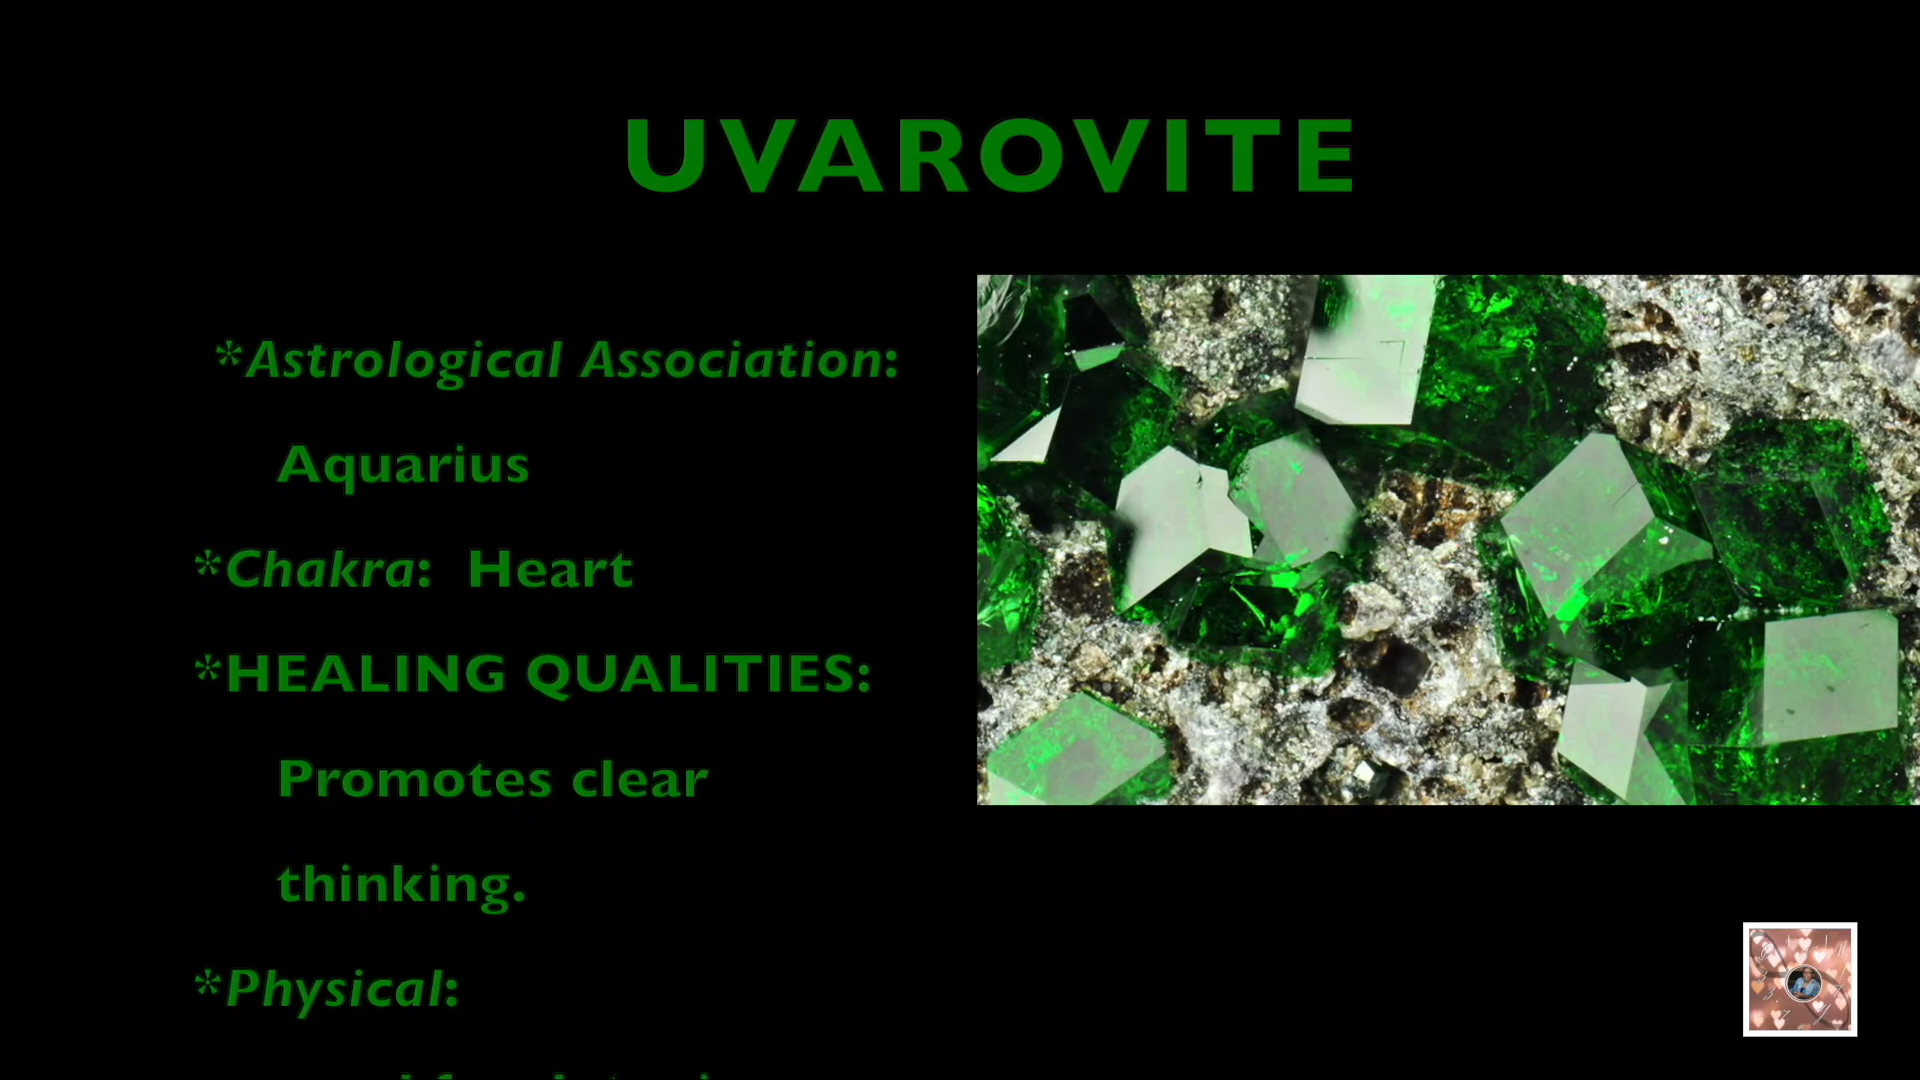 UVAROVITE
*Astrological Association:
Aquarius
*Chakra: Heart
*HEALING QUALITIES:
Promotes clear
thinking.
*Physical: